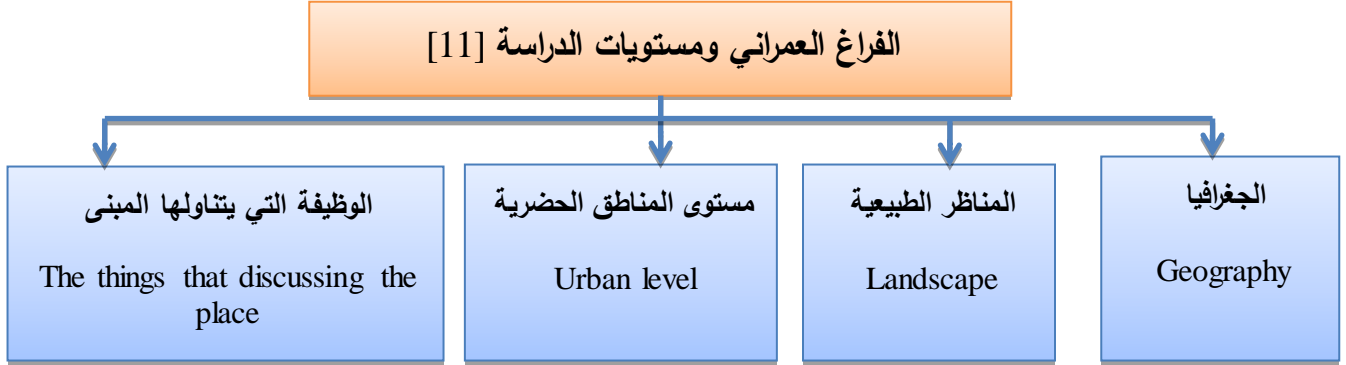 الفراغ العمراني ومستويات الدراسة [11]
الجغرافيا
Geography
المناظر الطبيعية
Landscape
مستوى المناطق الحضرية
Urban level
الوظيفة التي يتناولها المبنى
The things that discussing the
place